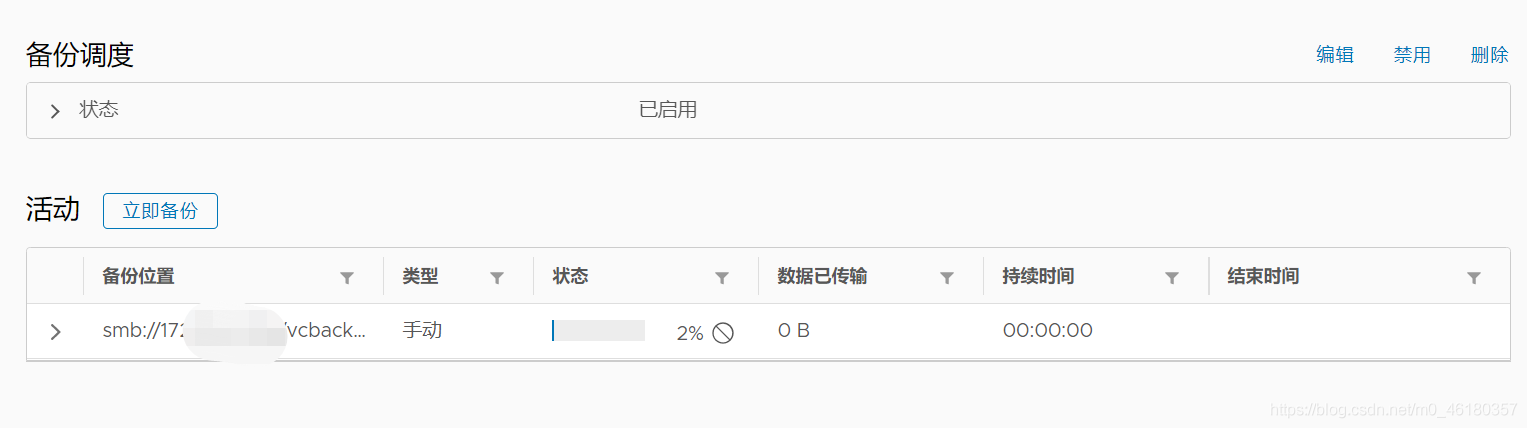 备份调度
编辑 禁用 删除
状态 已启用
活动 立即备份
备份位置 类型 状态 数据已传输 持续时间 结束时间
smb://172 /vcback... 手动 2% 0 B 00:00:00
https://blog.csdn.net/m0_46180357